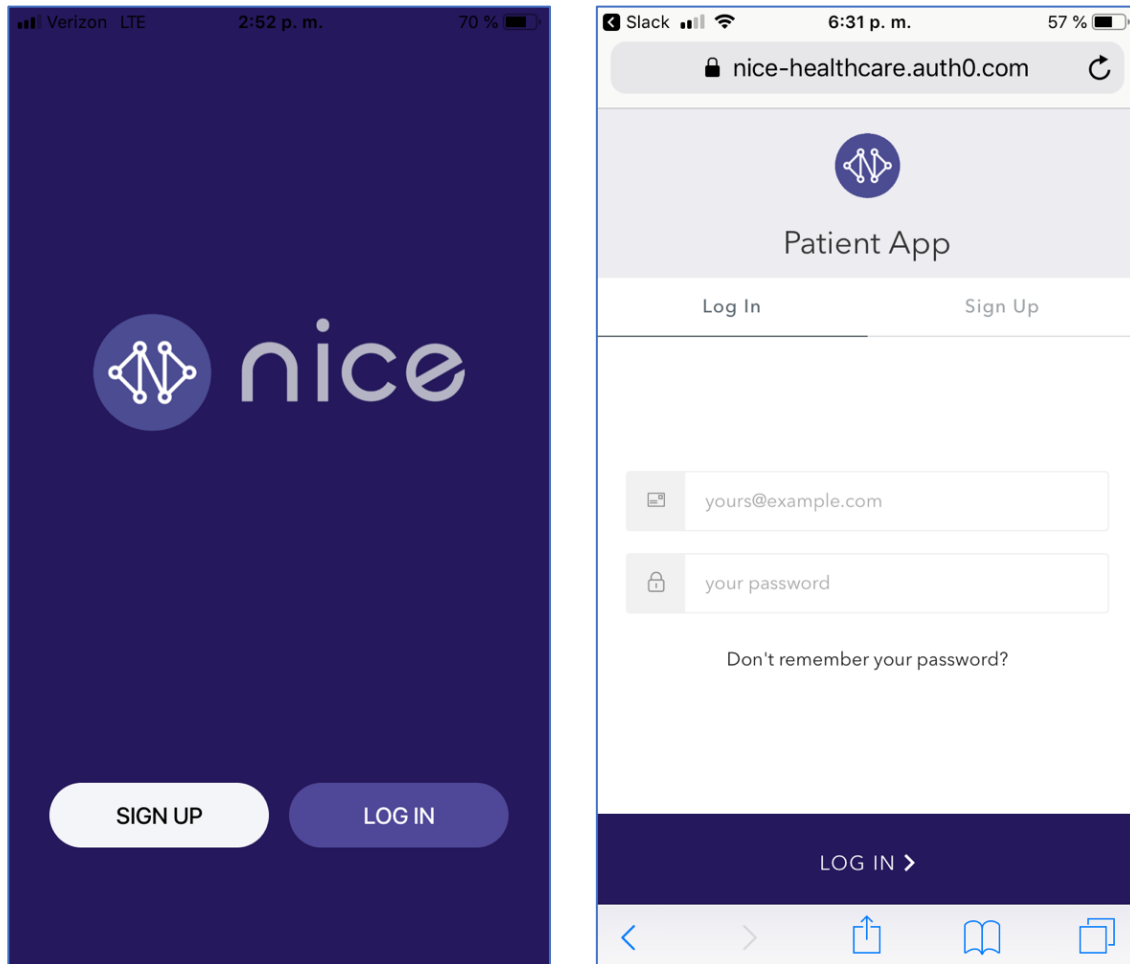 Verizon LTE 2:52 p. m. 70 %
nice
SIGN UP
LOG IN
Slack 6:31 p. m. 57 %
nice-healthcare.auth0.com
Patient App
Log In
Sign Up
yours@example.com
your password
Don't remember your password?
LOG IN